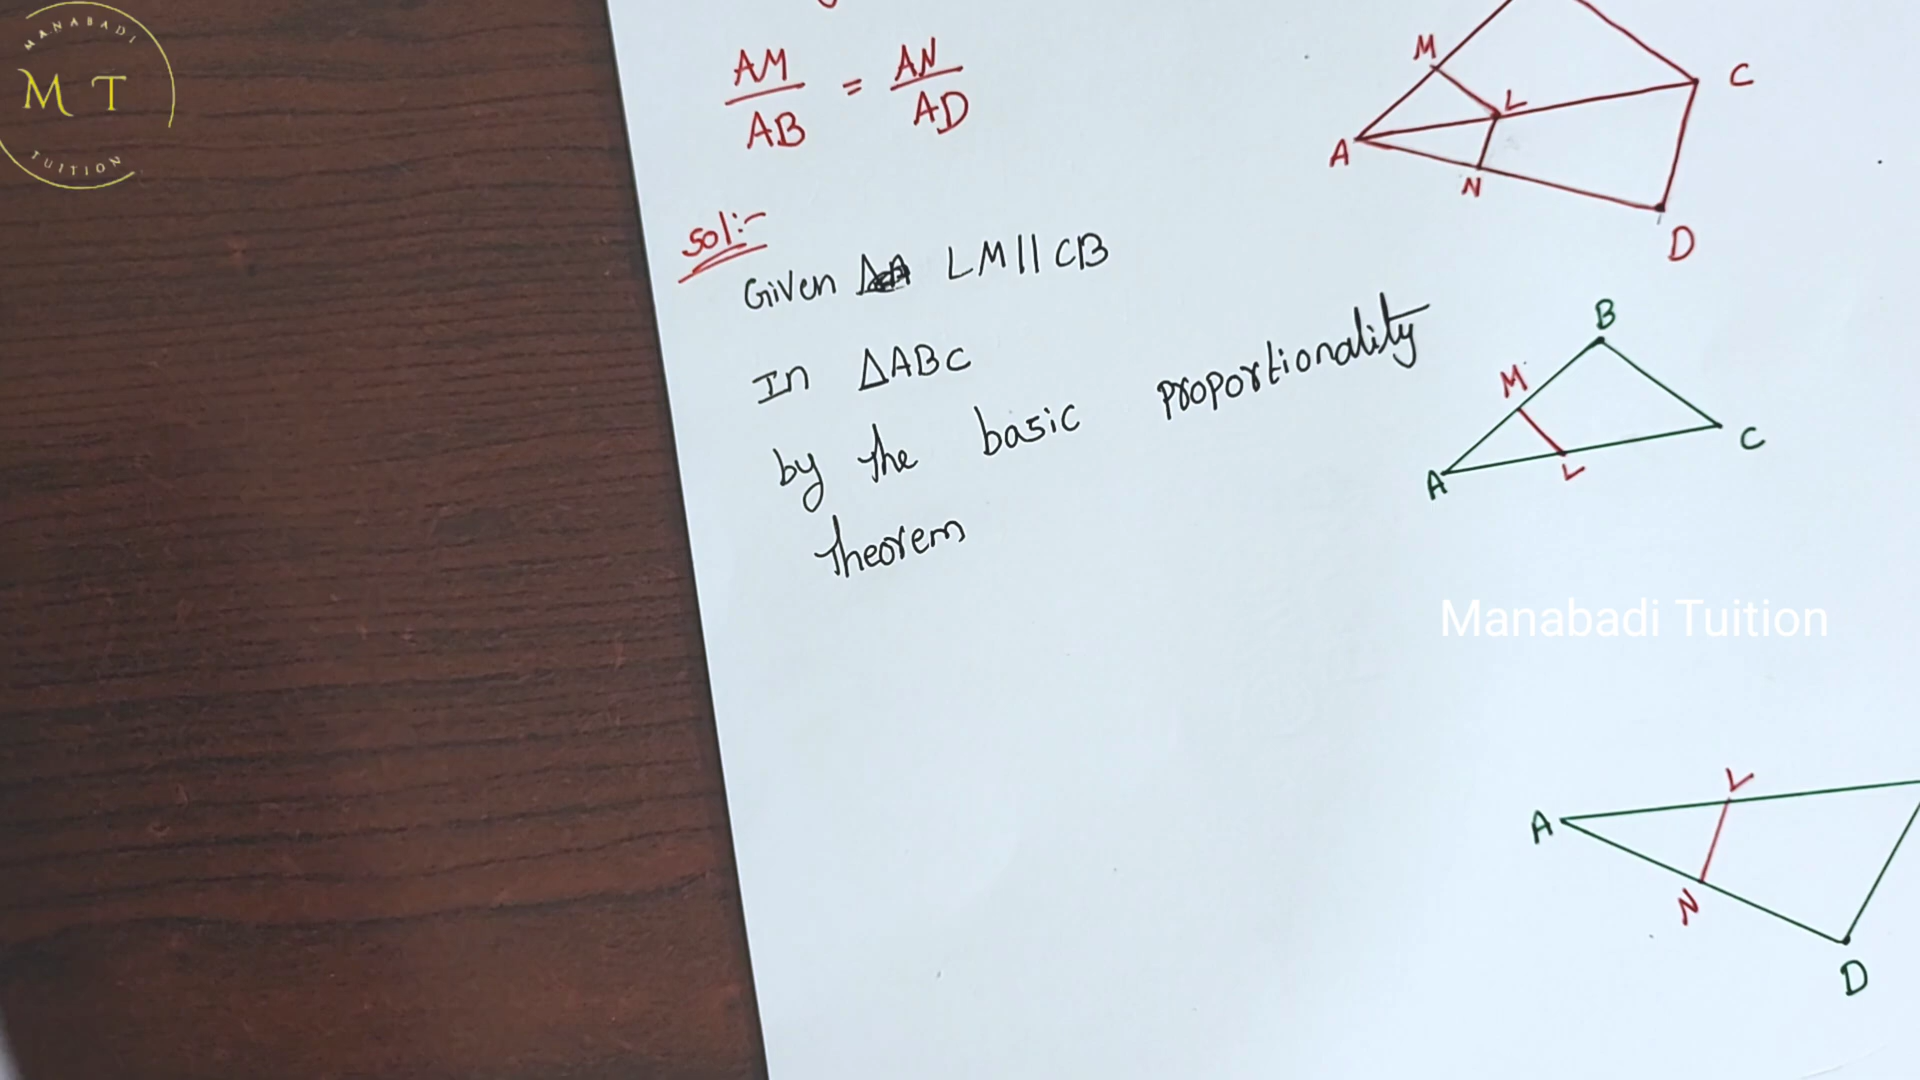 MANABADI
M T
TUITION
AM/AB = AN/AD
M
L
C
A
N
D
Sol:-
Given Δ LM || CB
In ΔABC
by the basic proportionality
theorem
B
M
A
L
C
Manabadi Tuition
A
L
N
D